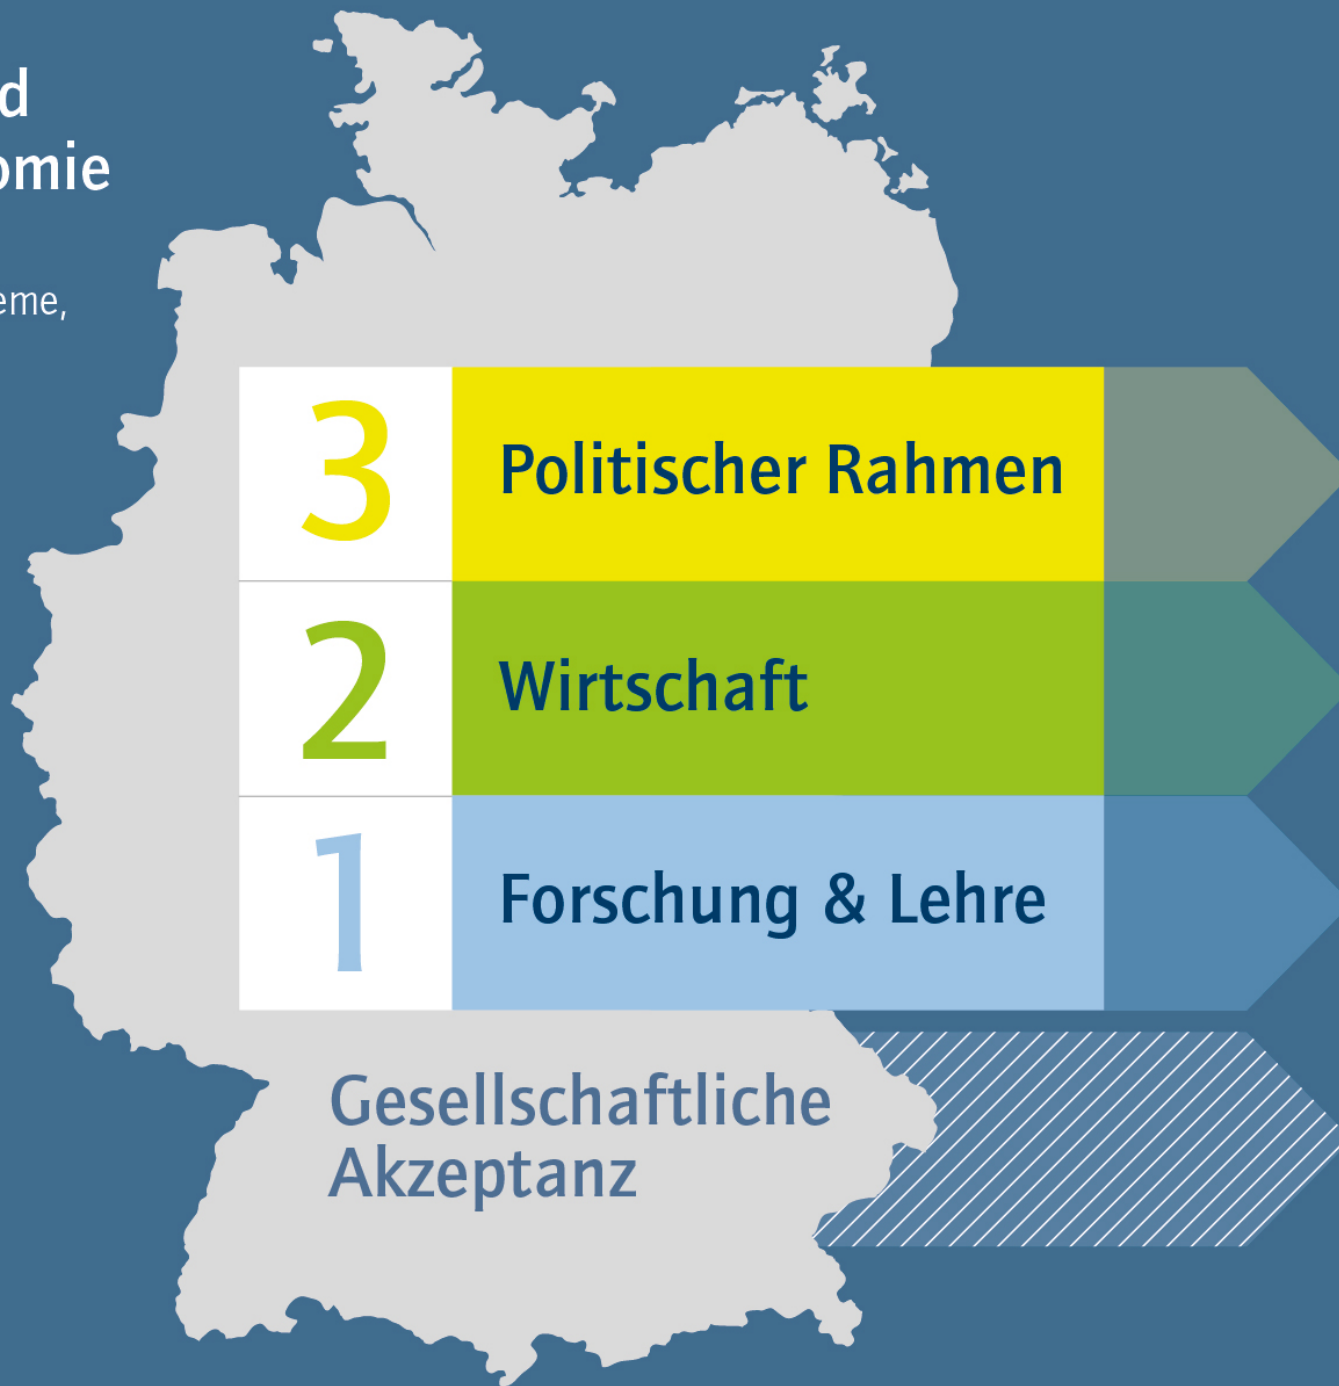 d
omie
eme,
3 Politischer Rahmen
2 Wirtschaft
1 Forschung & Lehre
Gesellschaftliche
Akzeptanz